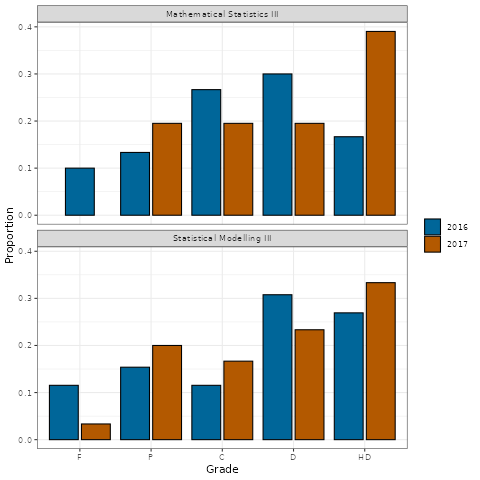 Mathematical Statistics III
0.4
0.3
0.2
0.1
0.0
Proportion
2016
2017
Statistical Modelling III
0.4
0.3
0.2
0.1
0.0
F P C D HD
Grade